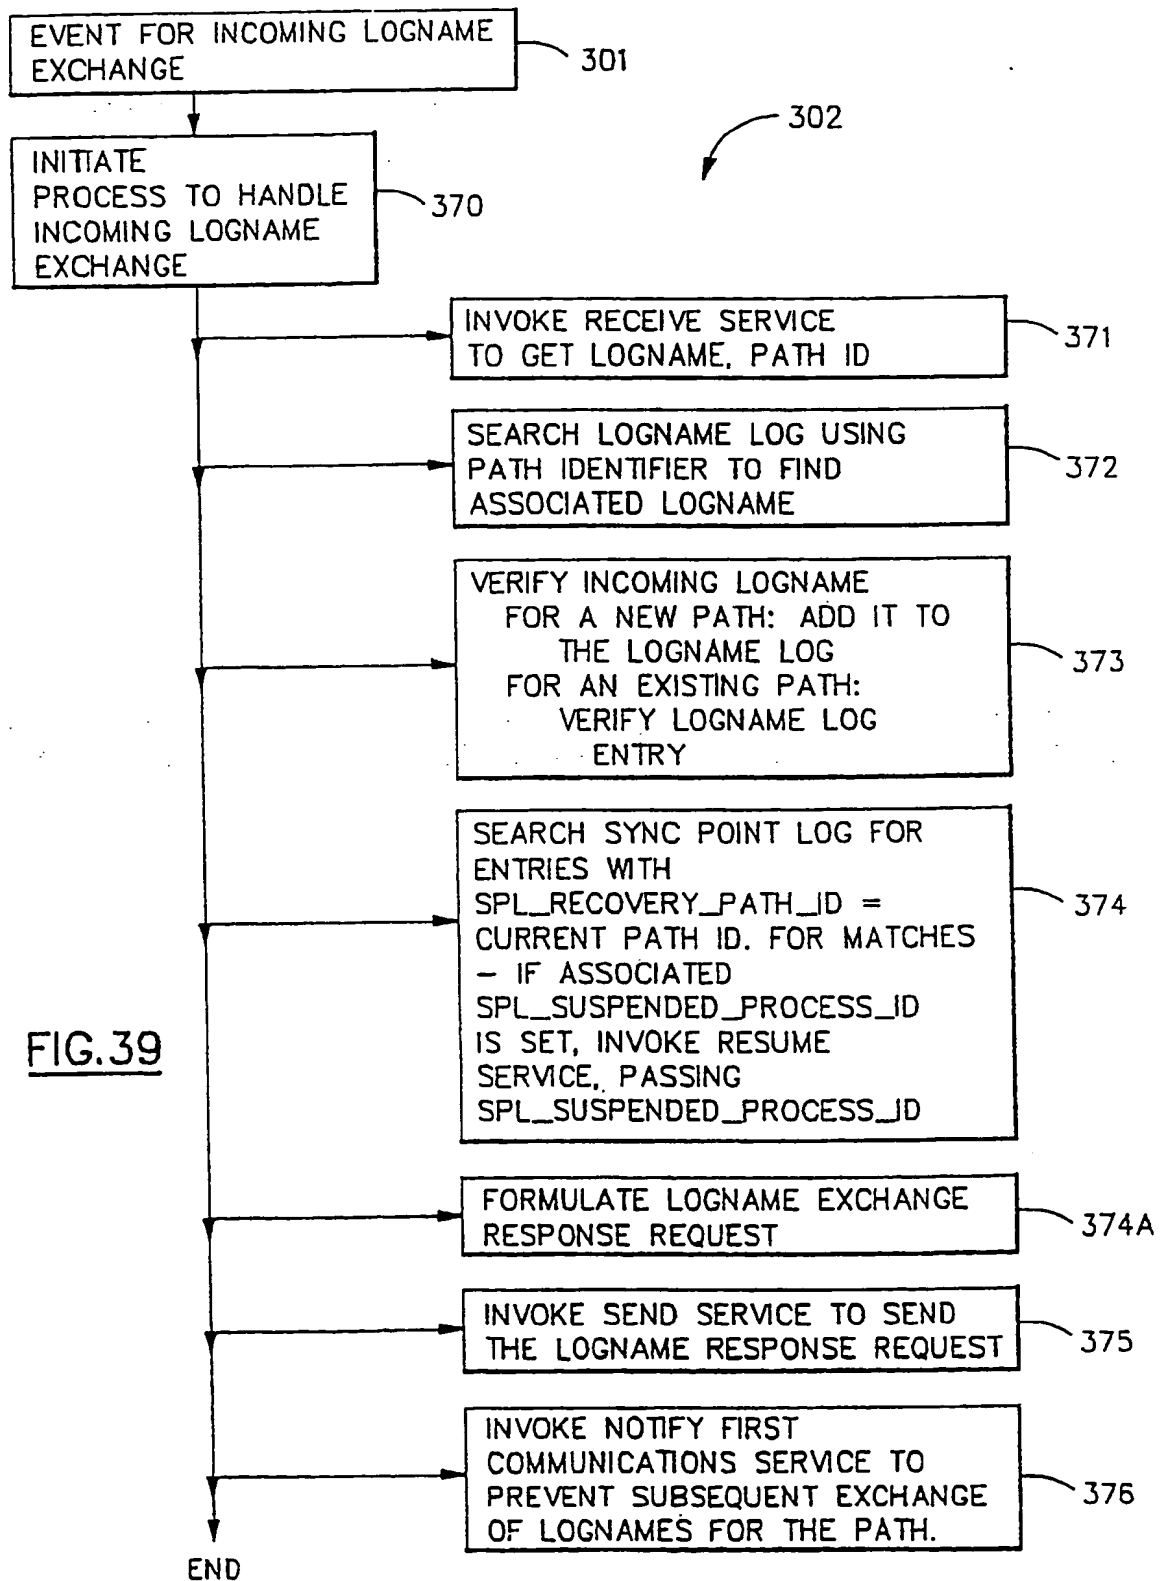 EVENT FOR INCOMING LOGNAME
EXCHANGE
301
302
INITIATE
PROCESS TO HANDLE
INCOMING LOGNAME
EXCHANGE
370
INVOKE RECEIVE SERVICE
TO GET LOGNAME, PATH ID
371
SEARCH LOGNAME LOG USING
PATH IDENTIFIER TO FIND
ASSOCIATED LOGNAME
372
VERIFY INCOMING LOGNAME
FOR A NEW PATH: ADD IT TO
THE LOGNAME LOG
FOR AN EXISTING PATH:
VERIFY LOGNAME LOG
ENTRY
373
SEARCH SYNC POINT LOG FOR
ENTRIES WITH
SPL_RECOVERY_PATH_ID =
CURRENT PATH ID. FOR MATCHES
– IF ASSOCIATED
SPL_SUSPENDED_PROCESS_ID
IS SET, INVOKE RESUME
SERVICE, PASSING
SPL_SUSPENDED_PROCESS_ID
374
FIG.39
FORMULATE LOGNAME EXCHANGE
RESPONSE REQUEST
374A
INVOKE SEND SERVICE TO SEND
THE LOGNAME RESPONSE REQUEST
375
INVOKE NOTIFY FIRST
COMMUNICATIONS SERVICE TO
PREVENT SUBSEQUENT EXCHANGE
OF LOGNAMES FOR THE PATH.
376
END